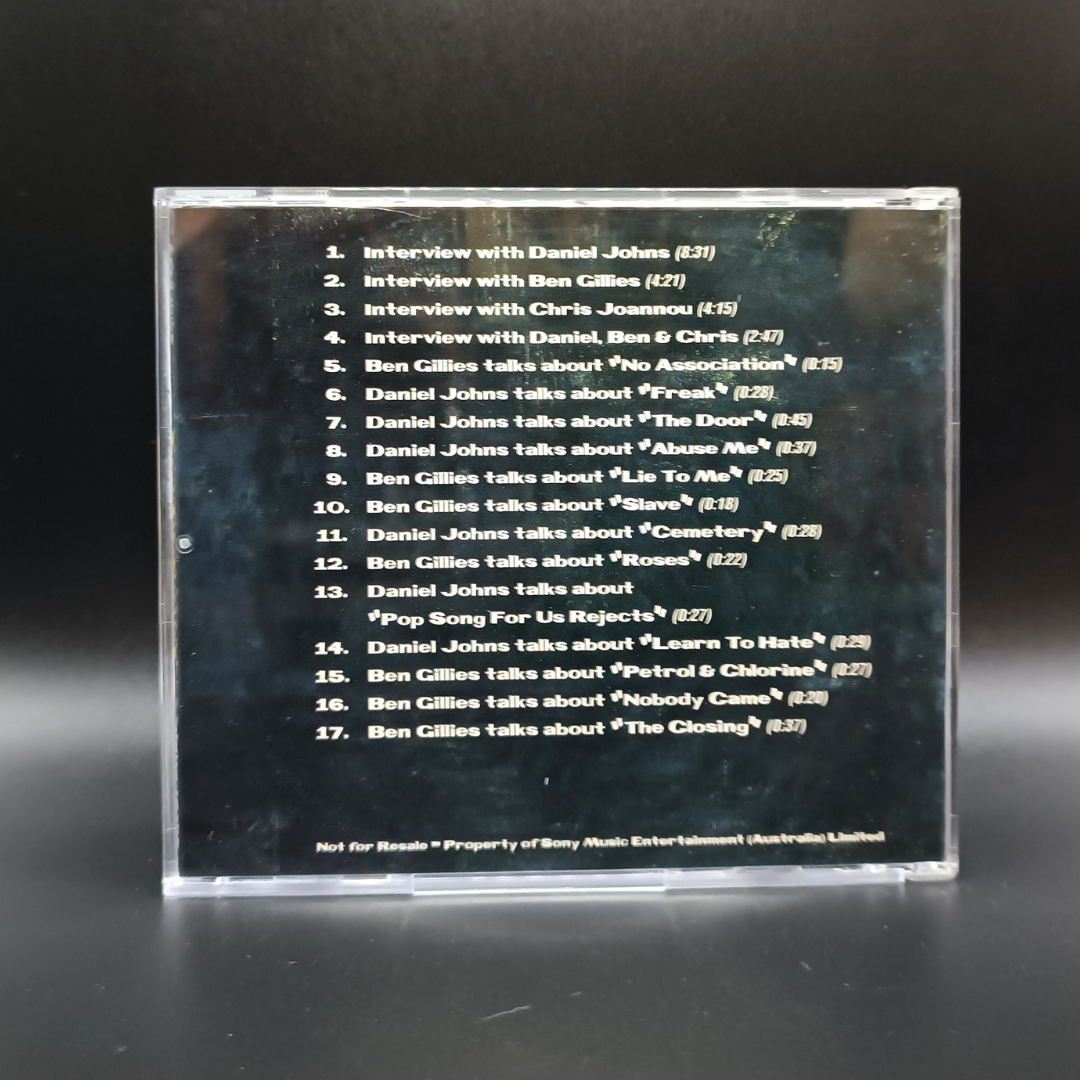 1. Interview with Daniel Johns (8:31)
2. Interview with Ben Gillies (4:21)
3. Interview with Chris Joannou (4:15)
4. Interview with Daniel, Ben & Chris (2:47)
5. Ben Gillies talks about "No Association" (0:15)
6. Daniel Johns talks about "Freak" (0:28)
7. Daniel Johns talks about "The Door" (0:45)
8. Daniel Johns talks about "Abuse Me" (0:37)
9. Ben Gillies talks about "Lie To Me" (0:25)
10. Ben Gillies talks about "Slave" (0:18)
11. Daniel Johns talks about "Cemetery" (0:28)
12. Ben Gillies talks about "Roses" (0:22)
13. Daniel Johns talks about
"Pop Song For Us Rejects" (0:27)
14. Daniel Johns talks about "Learn To Hate" (0:29)
15. Ben Gillies talks about "Petrol & Chlorine" (0:27)
16. Ben Gillies talks about "Nobody Came" (0:20)
17. Ben Gillies talks about "The Closing" (0:37)
Not for Resale - Property of Sony Music Entertainment (Australia) Limited